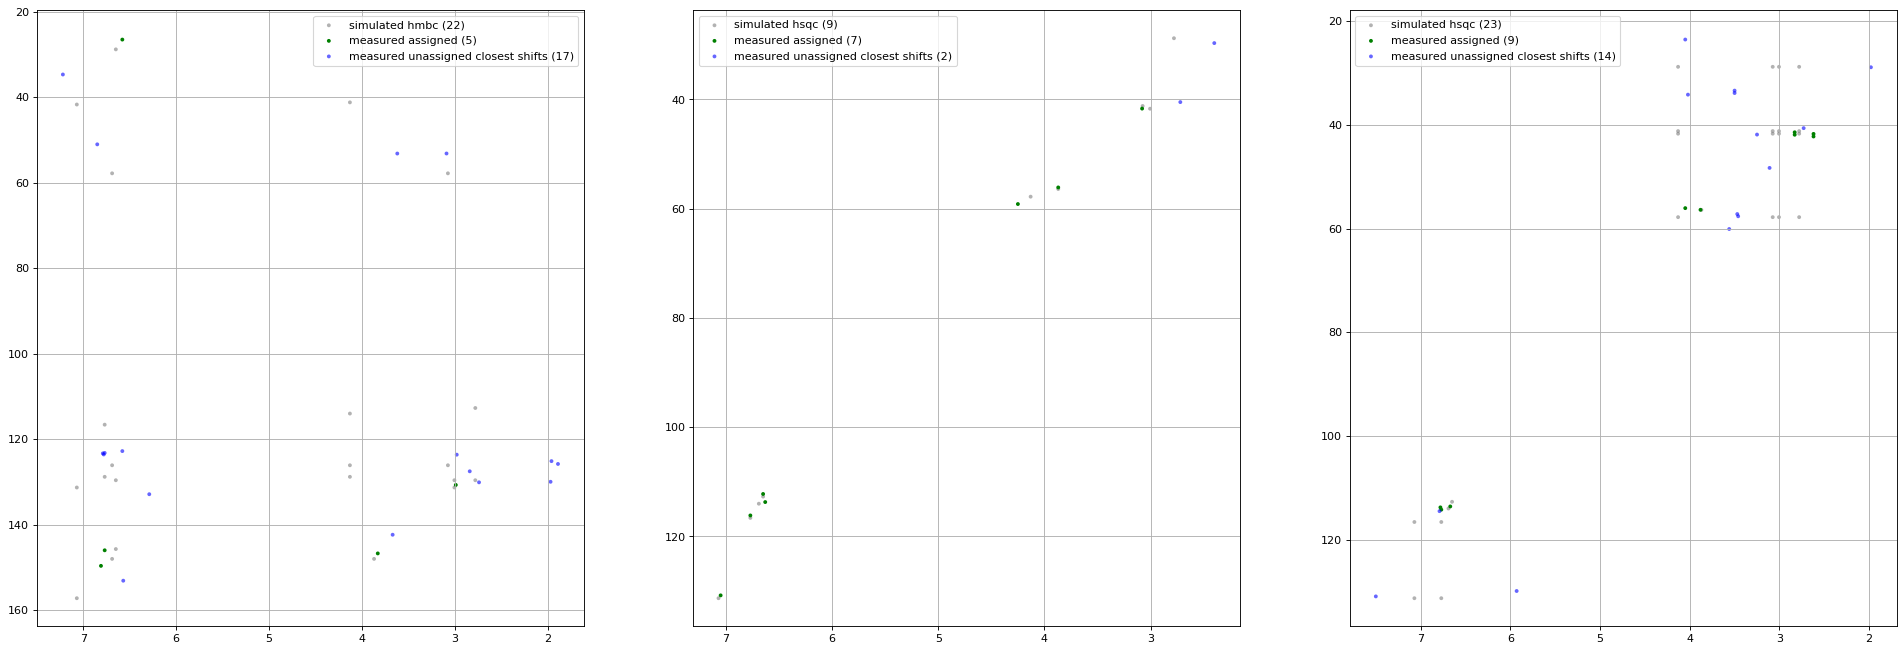 simulated hmbc (22)
measured assigned (5)
measured unassigned closest shifts (17)
20
40
60
80
100
120
140
160
7 6 5 4 3 2
simulated hsqc (9)
measured assigned (7)
measured unassigned closest shifts (2)
40
60
80
100
120
7 6 5 4 3
simulated hsqc (23)
measured assigned (9)
measured unassigned closest shifts (14)
20
40
60
80
100
120
7 6 5 4 3 2